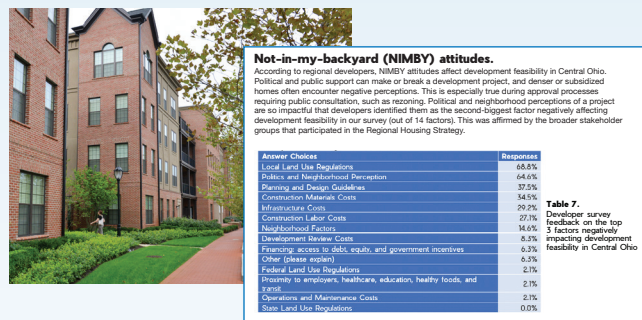 Not-in-my-backyard (NIMBY) attitudes.
According to regional developers, NIMBY attitudes affect development feasibility in Central Ohio.
Political and public support can make or break a development project, and denser or subsidized
homes often encounter negative perceptions. This is especially true during approval processes
requiring public consultation, such as rezoning. Political and neighborhood perceptions of a project
are so impactful that developers identified them as the second-biggest factor negatively affecting
development in our survey (out of 14 factors). This was affirmed by the broader stakeholder
groups that participated in the Regional Housing Strategy.
Answer Choices Responses
Local Land Use Regulations 68.8%
Politics and Neighborhood Perception 64.6%
Planning and Design Guidelines 37.5%
Construction Materials Costs 34.5%
Infrastructure Costs 29.2%
Construction Labor Costs 27.1%
Neighborhood Factors 14.6%
Development Review Costs 8.3%
Financing: access to debt, equity, and government incentives 6.3%
Other (please explain) 6.3%
Federal Land Use Regulations 2.1%
Proximity to employers, healthcare, education, healthy foods, and
transit 2.1%
Operations and Maintenance Costs 2.1%
State Land Use Regulations 0.0%
Table 7.
Developer survey
feedback on the top
3 factors negatively
impacting development
feasibility in Central Ohio